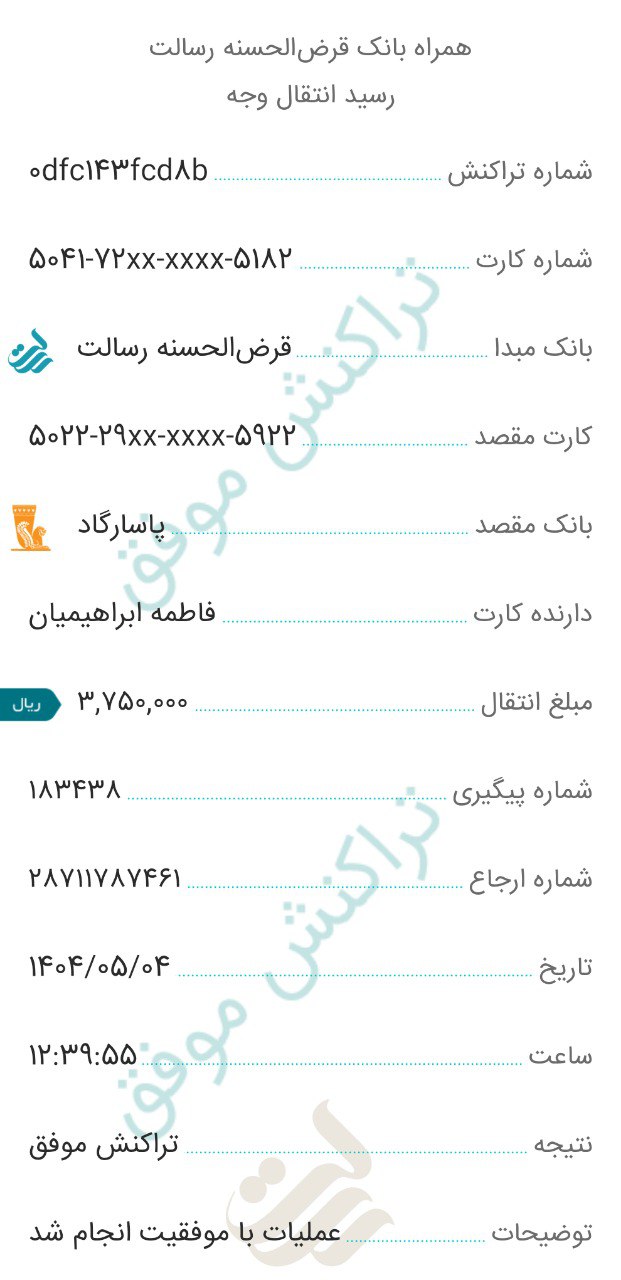 همراه بانک قرض‌الحسنه رسالت
رسید انتقال وجه
شماره تراکنش ۰dfc۱۴۳fcd۸b
شماره کارت ۵۰۴۱-۷۲xx-xxxx-۵۱۸۲
بانک مبدا قرض‌الحسنه رسالت
کارت مقصد ۵۰۲۲-۲۹xx-xxxx-۵۹۲۲
بانک مقصد پاسارگاد
دارنده کارت فاطمه ابراهیمیان
مبلغ انتقال ۳,۷۵۰,۰۰۰ ریال
شماره پیگیری ۱۸۳۴۳۸
شماره ارجاع ۲۸۷۱۱۷۸۷۴۶۱
تاریخ ۱۴۰۴/۰۵/۰۴
ساعت ۱۲:۳۹:۵۵
نتیجه تراکنش موفق
توضیحات عملیات با موفقیت انجام شد
تراکنش موفق
تراکنش موفق